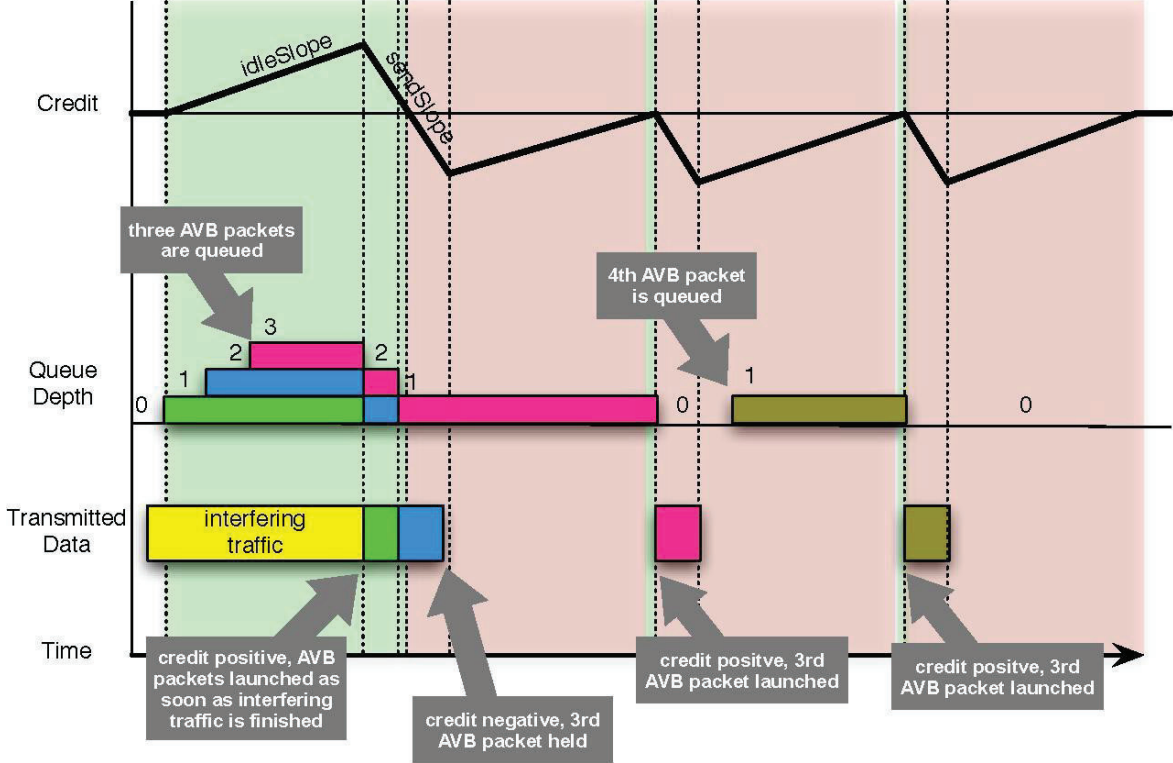 idleSlope
sendSlope
Credit
three AVB packets
are queued
4th AVB packet
is queued
3
2
2
1
1
1
0
0
0
Queue
Depth
Transmitted
Data
interfering
traffic
Time
credit positive, AVB
packets launched as
soon as interfering
traffic is finished
credit negative, 3rd
AVB packet held
credit positve, 3rd
AVB packet launched
credit positve, 3rd
AVB packet launched